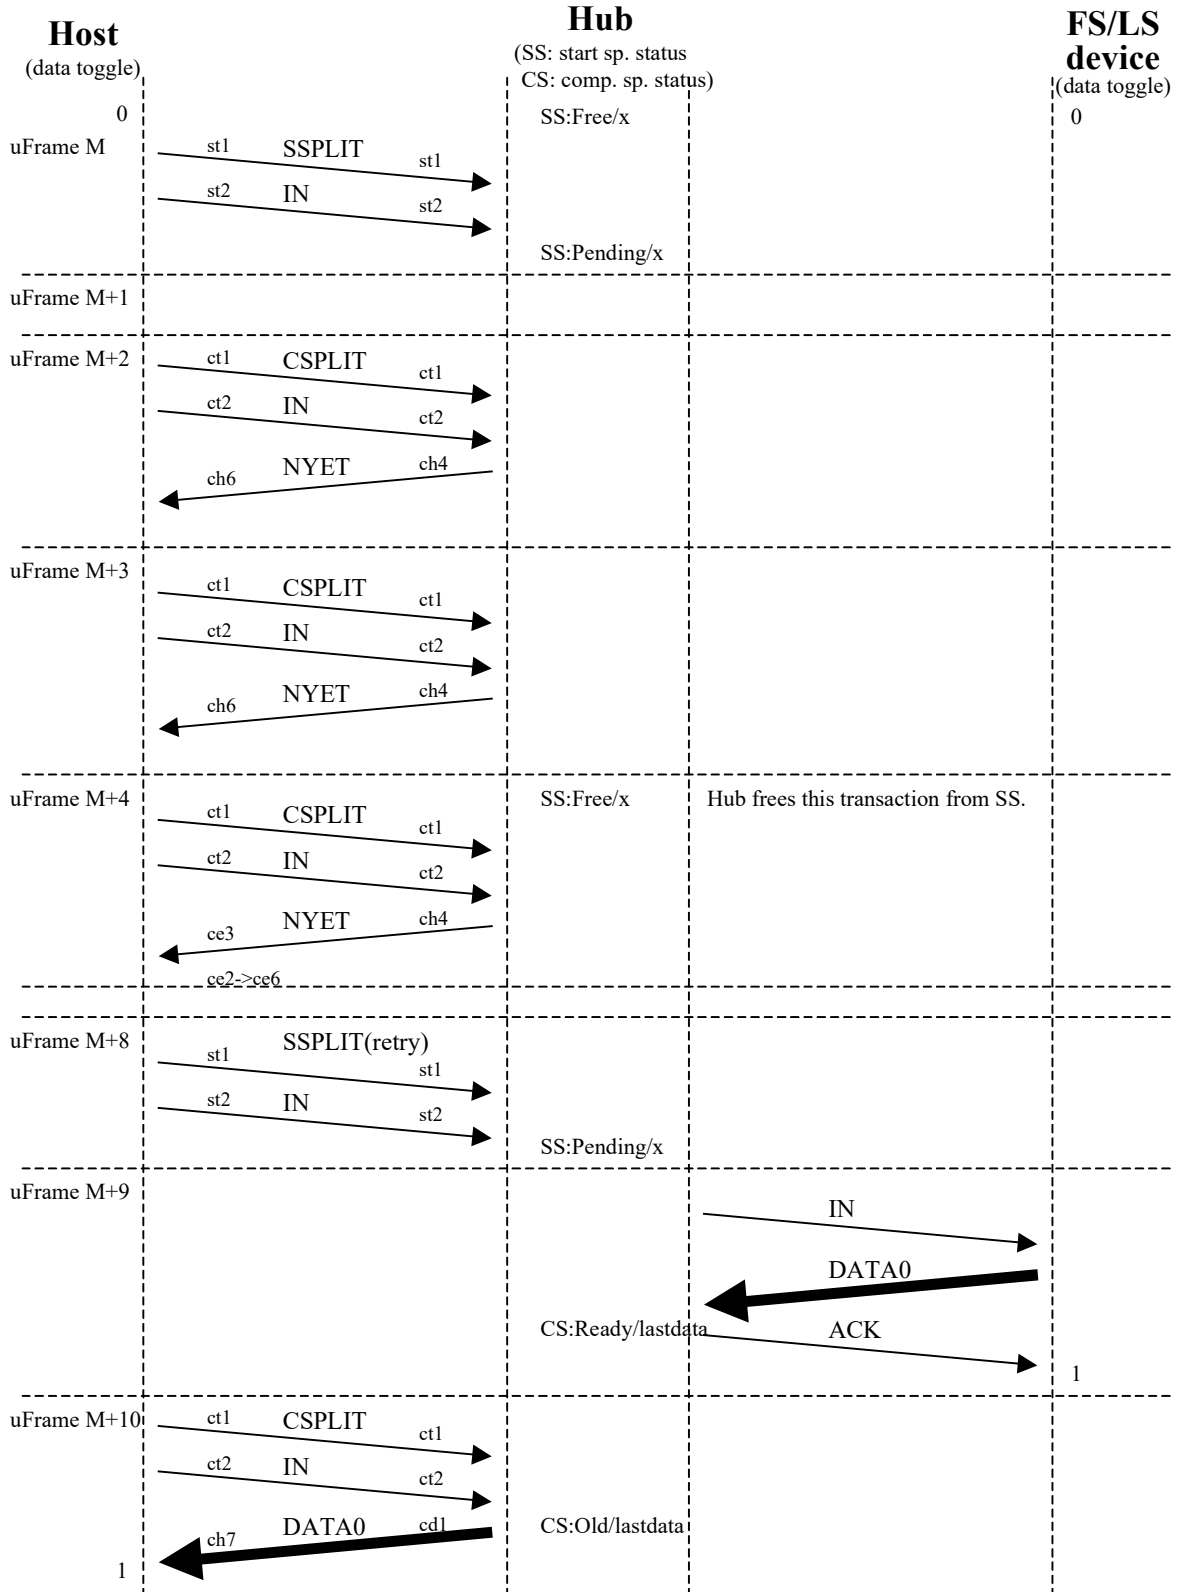 Host
(data toggle)
Hub
(SS: start sp. status
CS: comp. sp. status)
FS/LS
device
(data toggle)
0
SS:Free/x
0
uFrame M
st1 SSPLIT st1
st2 IN st2
SS:Pending/x
uFrame M+1
uFrame M+2
ct1 CSPLIT ct1
ct2 IN ct2
ch6 NYET ch4
uFrame M+3
ct1 CSPLIT ct1
ct2 IN ct2
ch6 NYET ch4
uFrame M+4
SS:Free/x
Hub frees this transaction from SS.
ct1 CSPLIT ct1
ct2 IN ct2
ce3 NYET ch4
ce2->ce6
uFrame M+8
st1 SSPLIT(retry) st1
st2 IN st2
SS:Pending/x
uFrame M+9
IN
DATA0
CS:Ready/lastdata
ACK
1
uFrame M+10
ct1 CSPLIT ct1
ct2 IN ct2
ch7 DATA0 cd1
CS:Old/lastdata
1